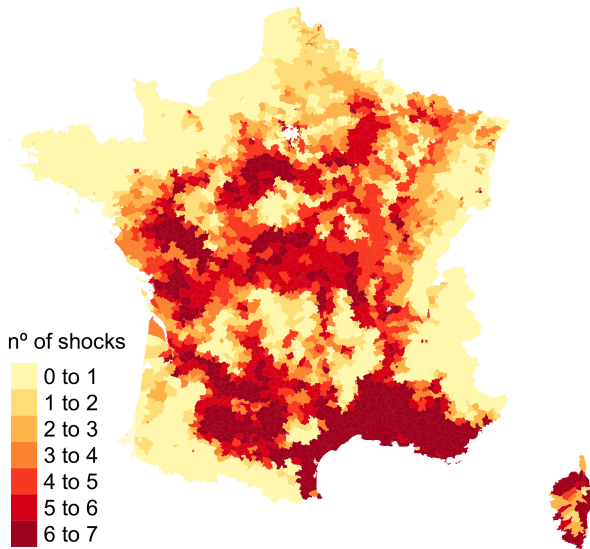 nº of shocks
0 to 1
1 to 2
2 to 3
3 to 4
4 to 5
5 to 6
6 to 7